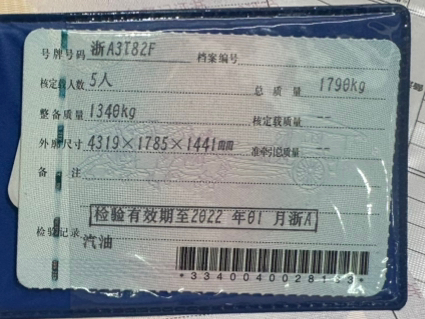 号牌号码 浙A3T82F 档案编号
核定载人数 5人 总质量 1790kg
整备质量 1340kg 核定载质量 --
外廓尺寸 4319×1785×1441㎜ 准牵引总质量 --
备 注
检验有效期至2022 年01 月浙A
检验记录
汽油